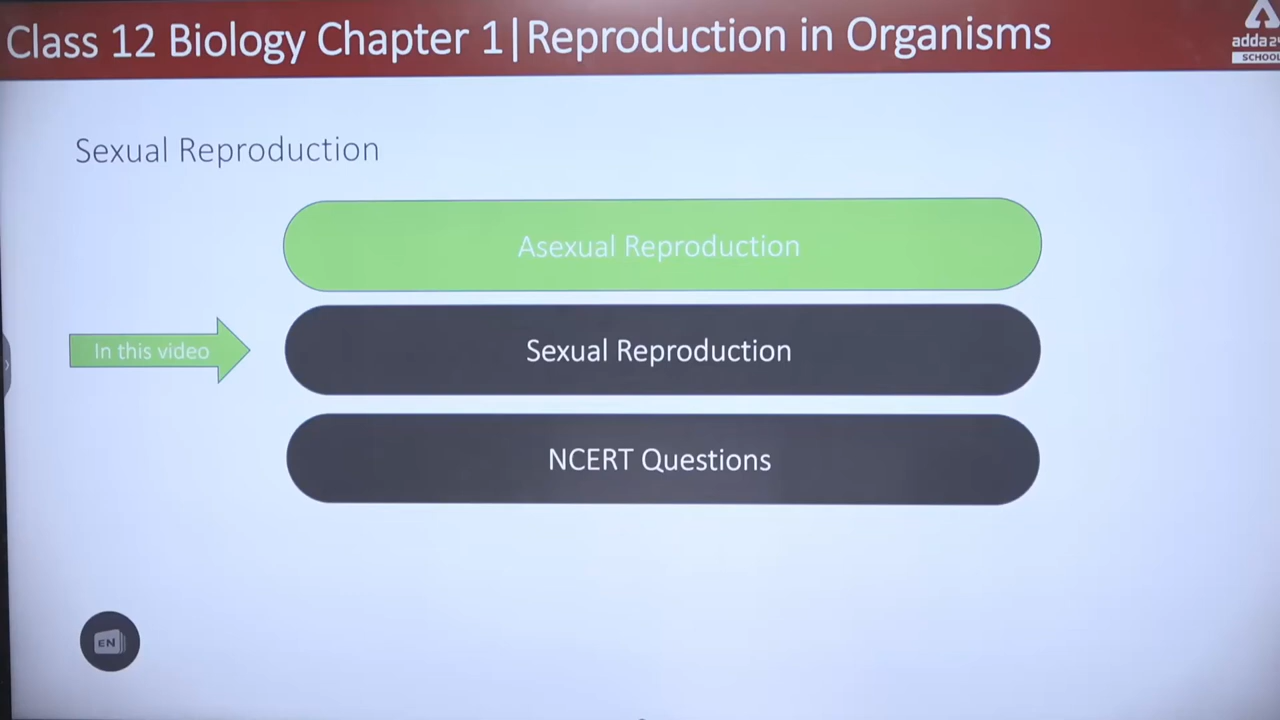 Class 12 Biology Chapter 1|Reproduction in Organisms
adda24
SCHOOL
Sexual Reproduction
Asexual Reproduction
In this video
Sexual Reproduction
NCERT Questions
EN